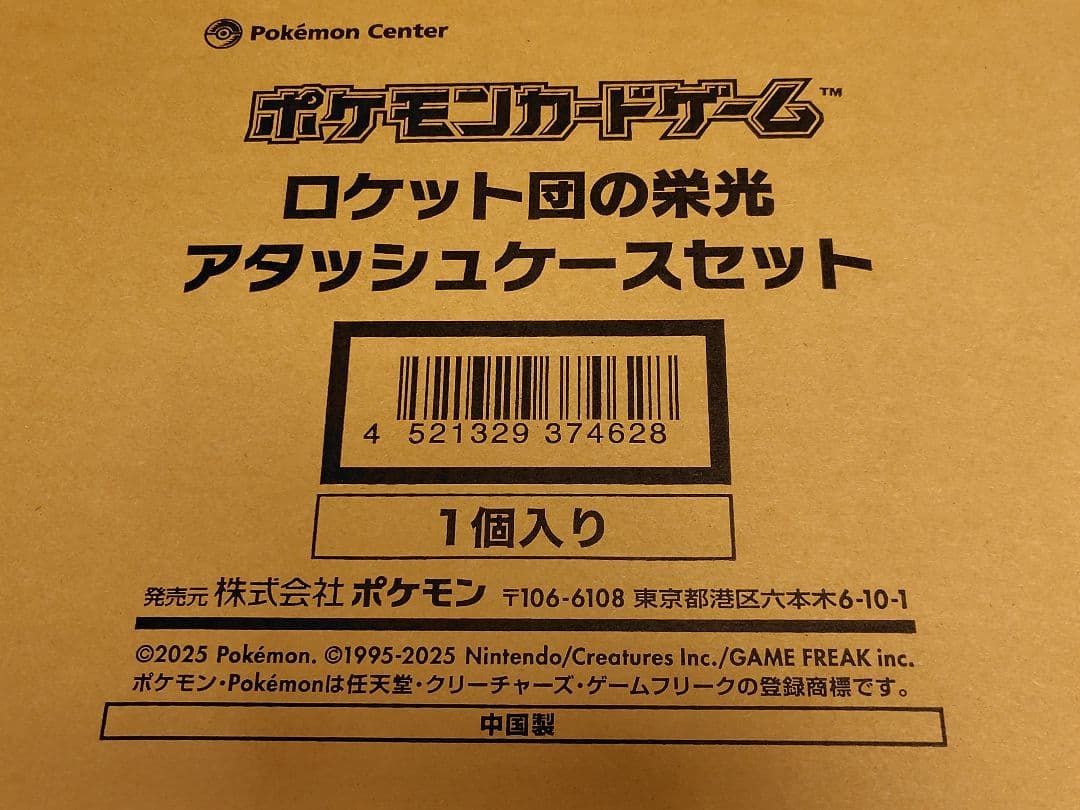 Pokémon Center
ポケモンカードゲーム™
ロケット団の栄光
アタッシュケースセット
4 521329 374628
1個入り
発売元 株式会社 ポケモン 〒106-6108 東京都港区六本木6-10-1
©2025 Pokémon. ©1995-2025 Nintendo/Creatures Inc./GAME FREAK inc.
ポケモン・Pokémonは任天堂・クリーチャーズ・ゲームフリークの登録商標です。
中国製